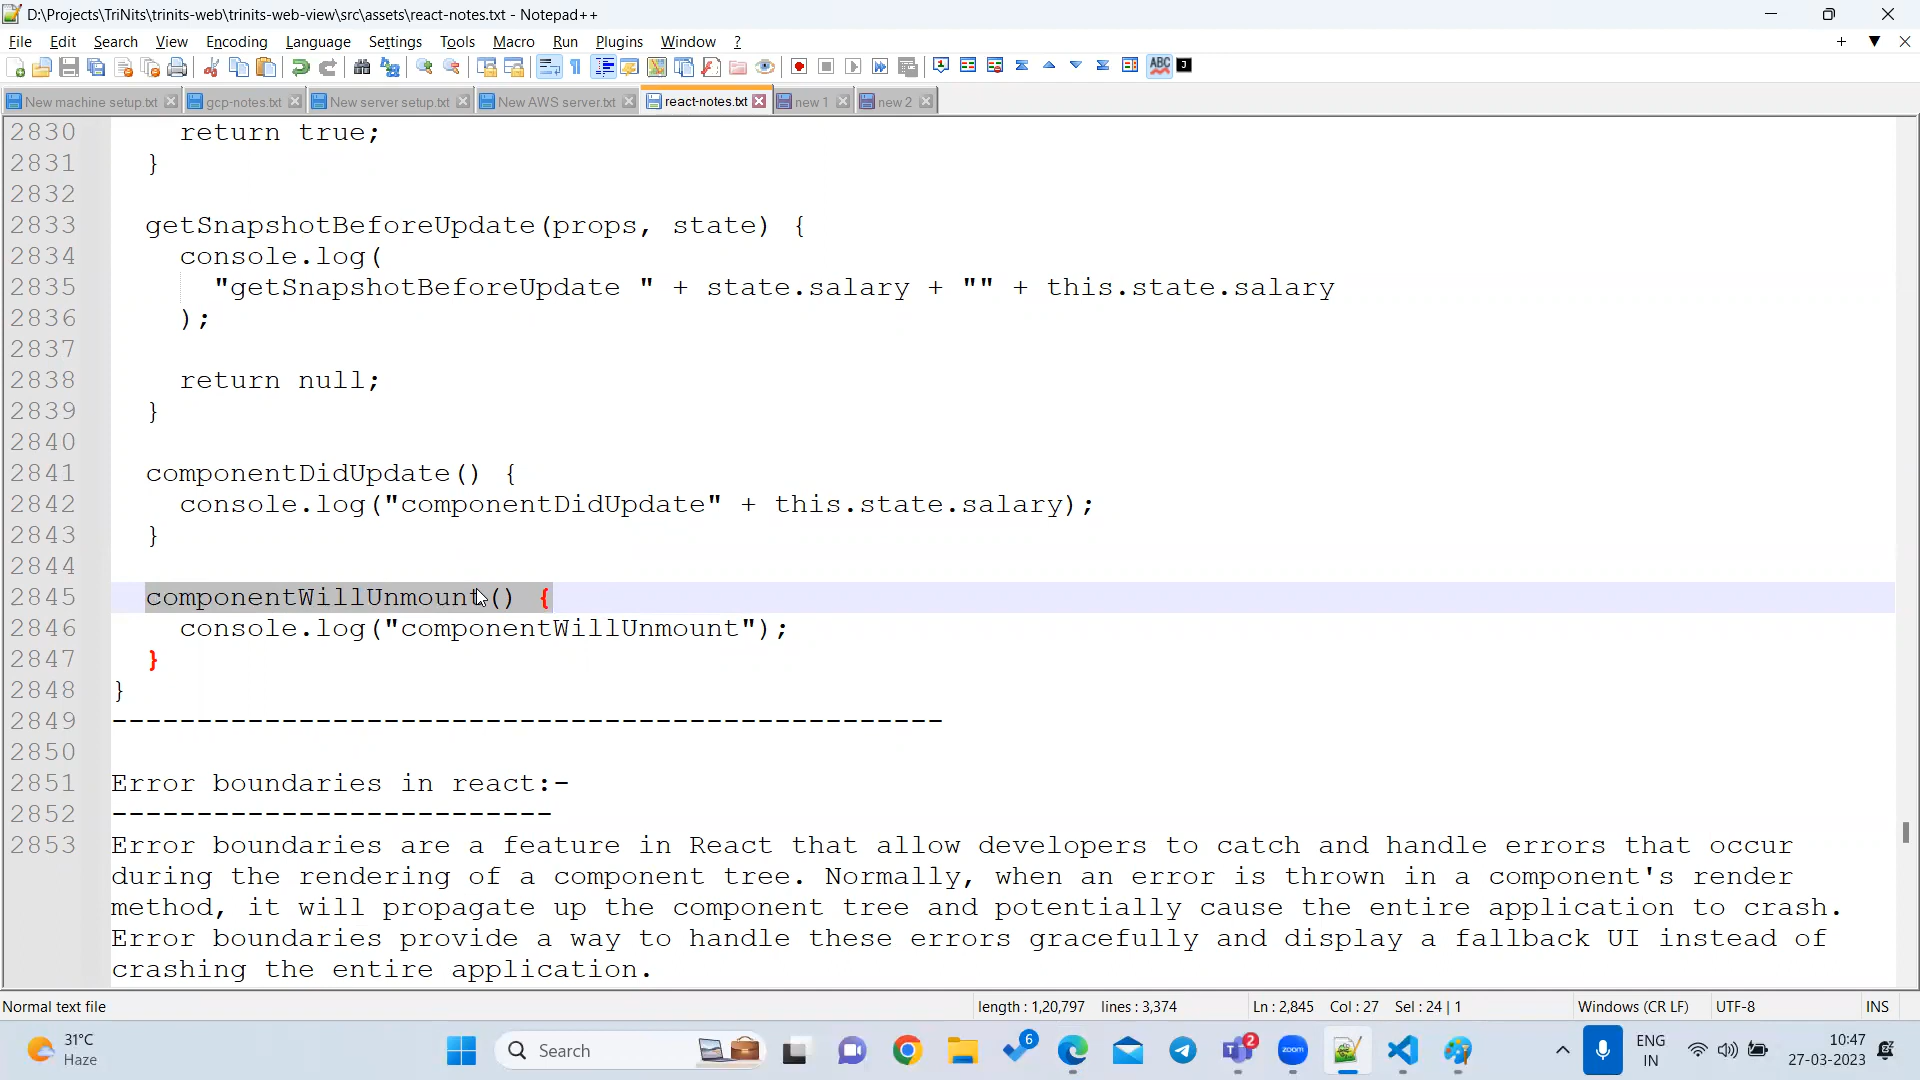 D:\Projects\TriNits\trinits-web\trinits-web-view\src\assets\react-notes.txt - Notepad++
File Edit Search View Encoding Language Settings Tools Macro Run Plugins Window ?
New machine setup.txt gcp-notes.txt New server setup.txt New AWS server.txt react-notes.txt new 1 new 2
2830 return true;
2831 }
2832
2833 getSnapshotBeforeUpdate(props, state) {
2834 console.log(
2835 "getSnapshotBeforeUpdate " + state.salary + "" + this.state.salary
2836 );
2837
2838 return null;
2839 }
2840
2841 componentDidUpdate() {
2842 console.log("componentDidUpdate" + this.state.salary);
2843 }
2844
2845 componentWillUnmount() {
2846 console.log("componentWillUnmount");
2847 }
2848 }
2849 -------------------------------------------------
2850
2851 Error boundaries in react:-
2852 --------------------------
2853 Error boundaries are a feature in React that allow developers to catch and handle errors that occur
during the rendering of a component tree. Normally, when an error is thrown in a component's render
method, it will propagate up the component tree and potentially cause the entire application to crash.
Error boundaries provide a way to handle these errors gracefully and display a fallback UI instead of
crashing the entire application.
Normal text file length : 1,20,797 lines : 3,374 Ln : 2,845 Col : 27 Sel : 24 | 1 Windows (CR LF) UTF-8 INS
31°C
Haze
Search
6
2
zoom
ENG
IN
10:47
27-03-2023